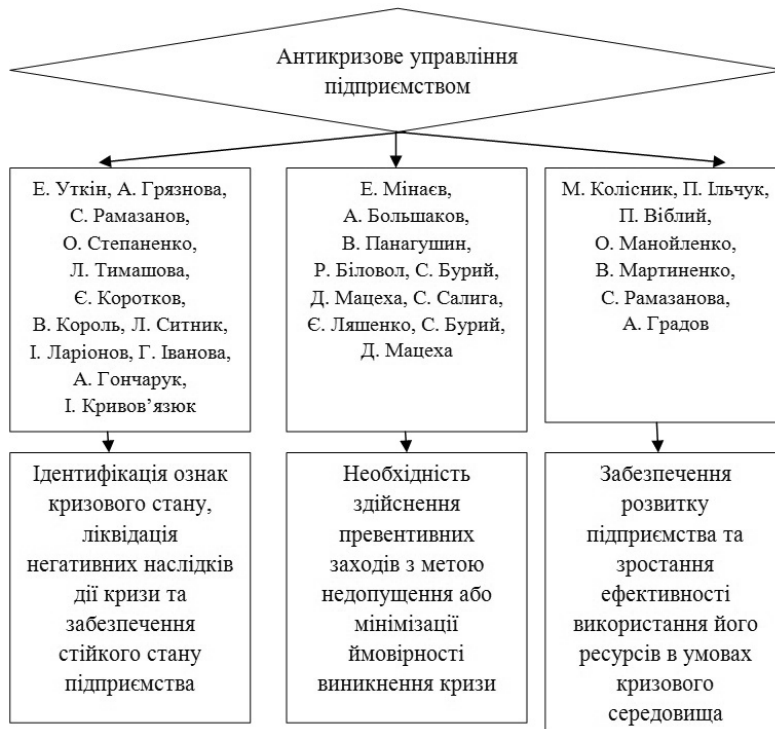 Антикризове управління
підприємством
Е. Уткін, А. Грязнова,
С. Рамазанов,
О. Степаненко,
Л. Тимашова,
Є. Коротков,
В. Король, Л. Ситник,
І. Ларіонов, Г. Іванова,
А. Гончарук,
І. Кривов’язюк
Е. Мінаєв,
А. Большаков,
В. Панагушин,
Р. Біловол, С. Бурий,
Д. Мацеха, С. Салига,
Є. Ляшенко, С. Бурий,
Д. Мацеха
М. Колісник, П. Ільчук,
П. Віблий,
О. Манойленко,
В. Мартиненко,
С. Рамазанова,
А. Градов
Ідентифікація ознак
кризового стану,
ліквідація
негативних наслідків
дії кризи та
забезпечення
стійкого стану
підприємства
Необхідність
здійснення
превентивних
заходів з метою
недопущення або
мінімізації
ймовірності
виникнення кризи
Забезпечення
розвитку
підприємства та
зростання
ефективності
використання його
ресурсів в умовах
кризового
середовища